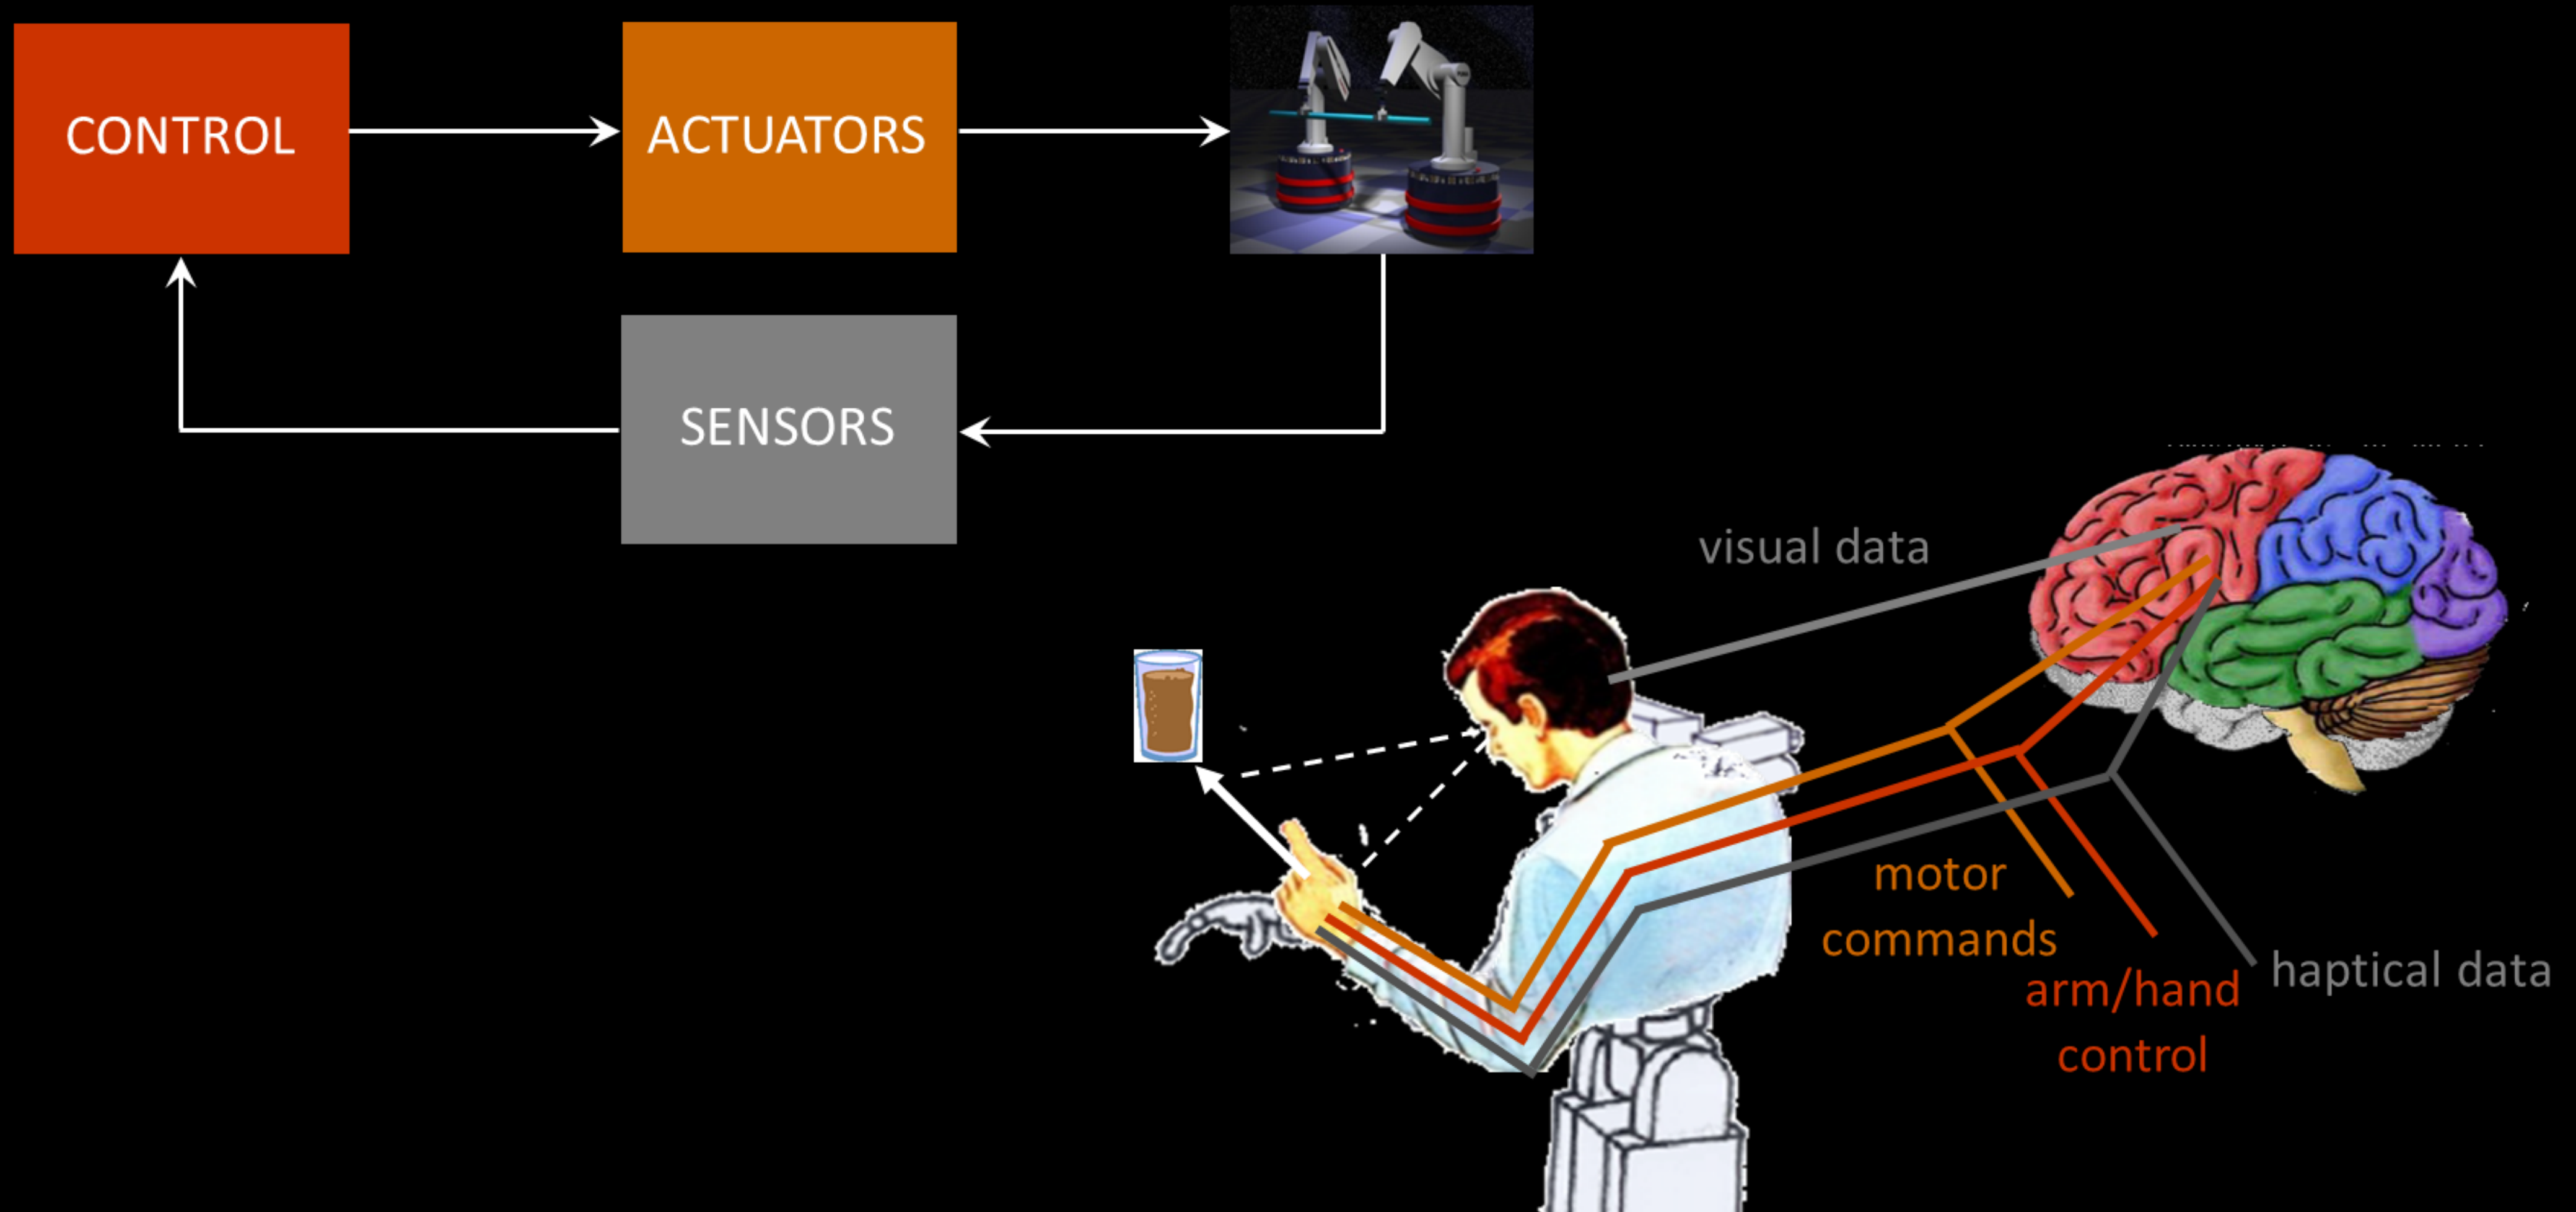 CONTROL
ACTUATORS
SENSORS
visual data
motor
commands
arm/hand
control
haptical data